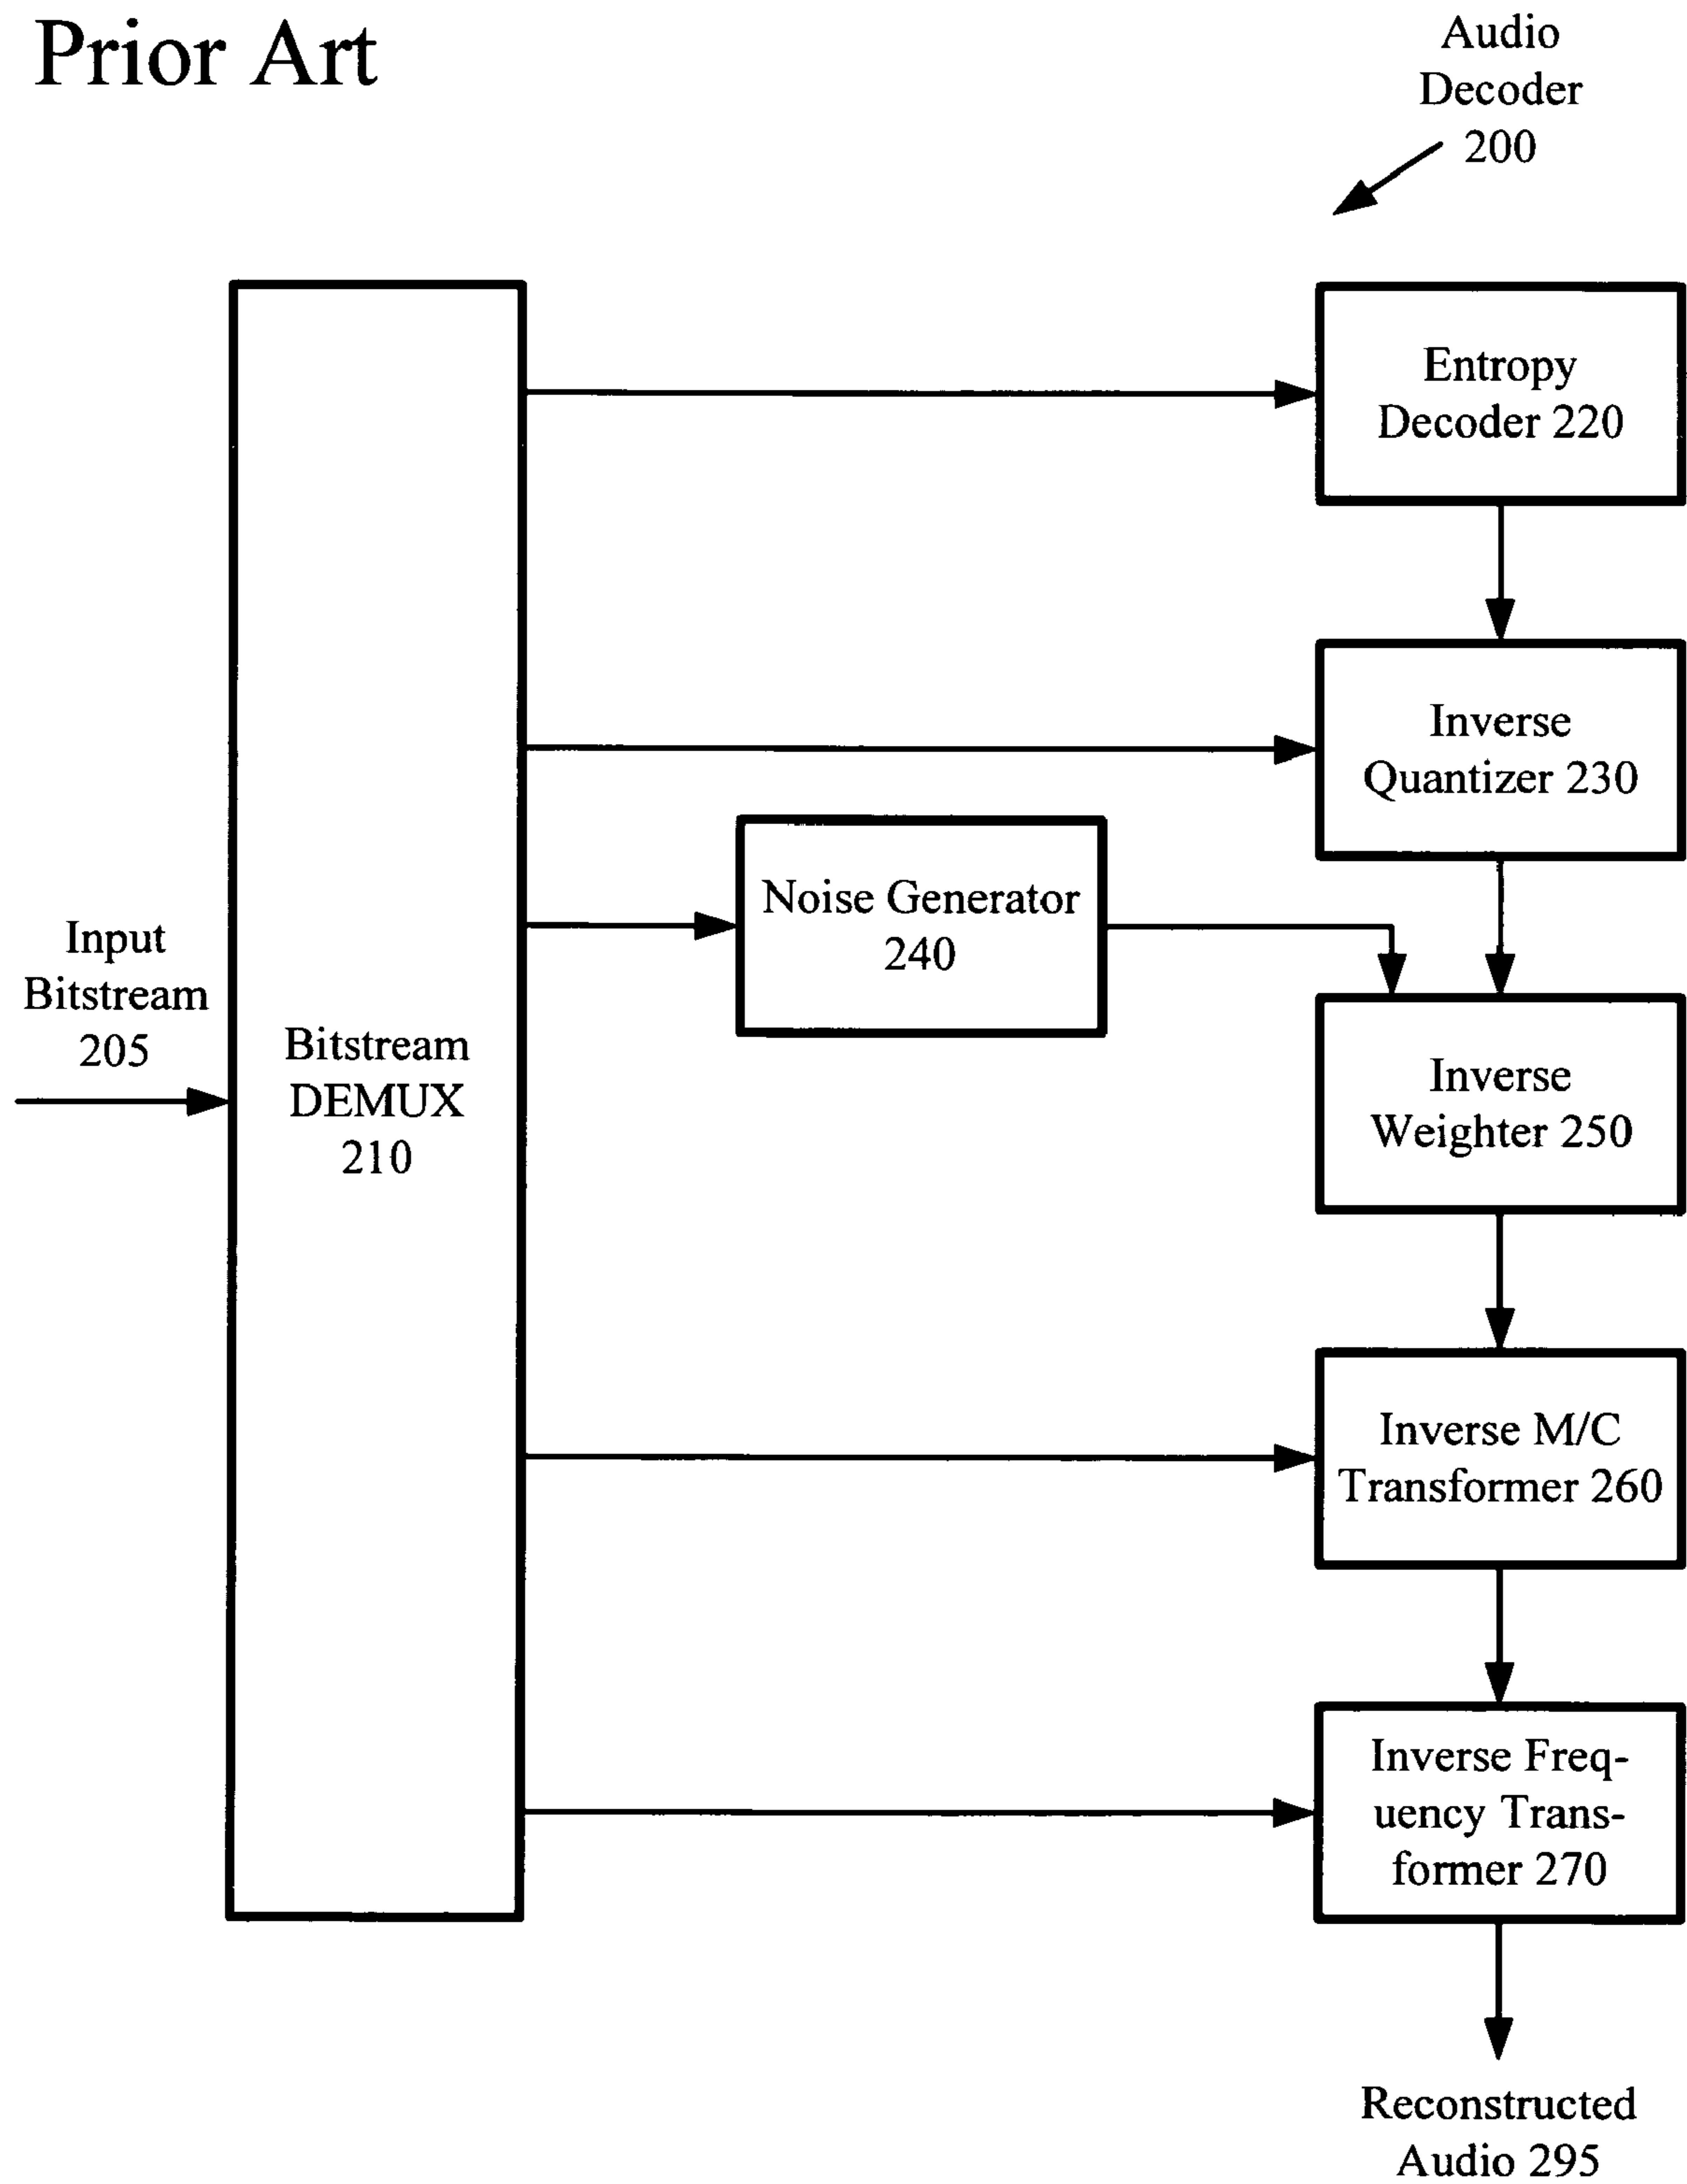 Prior Art
Audio
Decoder
200
Entropy
Decoder 220
Inverse
Quantizer 230
Noise Generator
240
Input
Bitstream
205
Bitstream
DEMUX
210
Inverse
Weighter 250
Inverse M/C
Transformer 260
Inverse Freq-
uency Trans-
former 270
Reconstructed
Audio 295